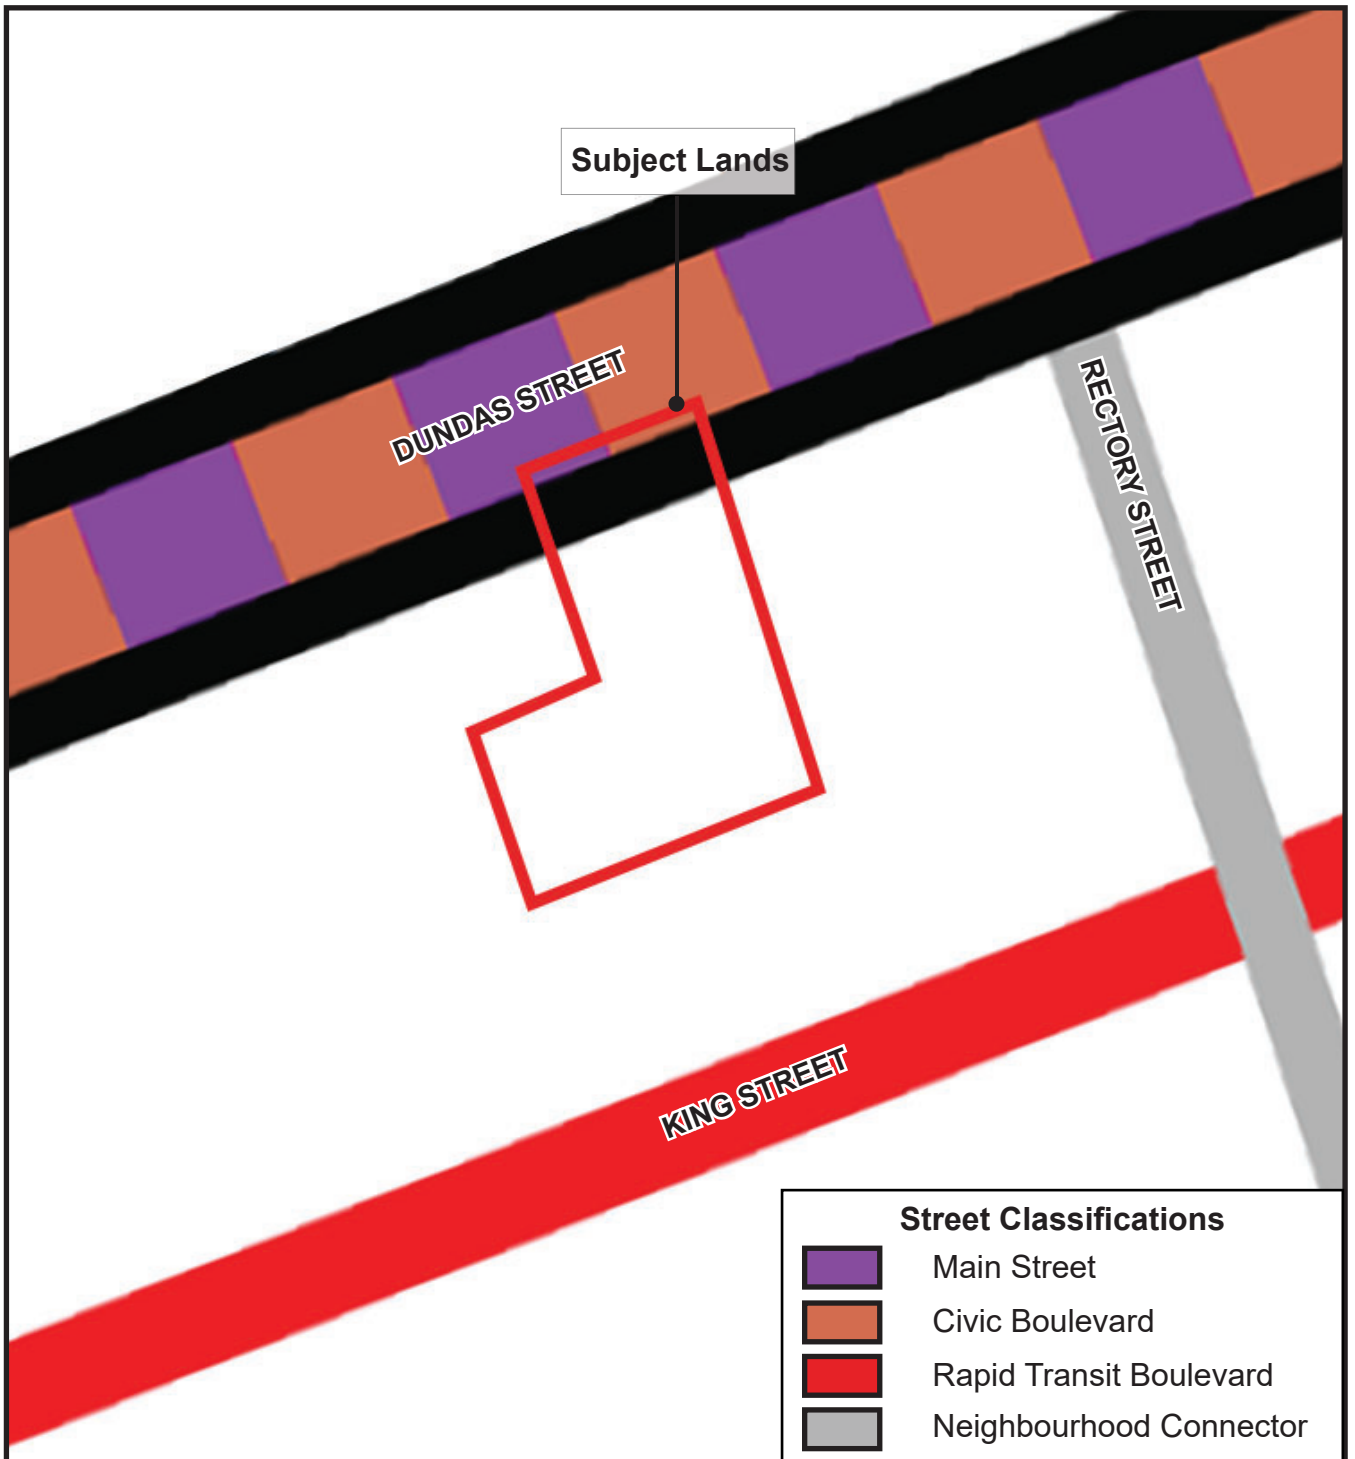 Subject Lands
DUNDAS STREET
RECTORY STREET
KING STREET
Street Classifications
Main Street
Civic Boulevard
Rapid Transit Boulevard
Neighbourhood Connector